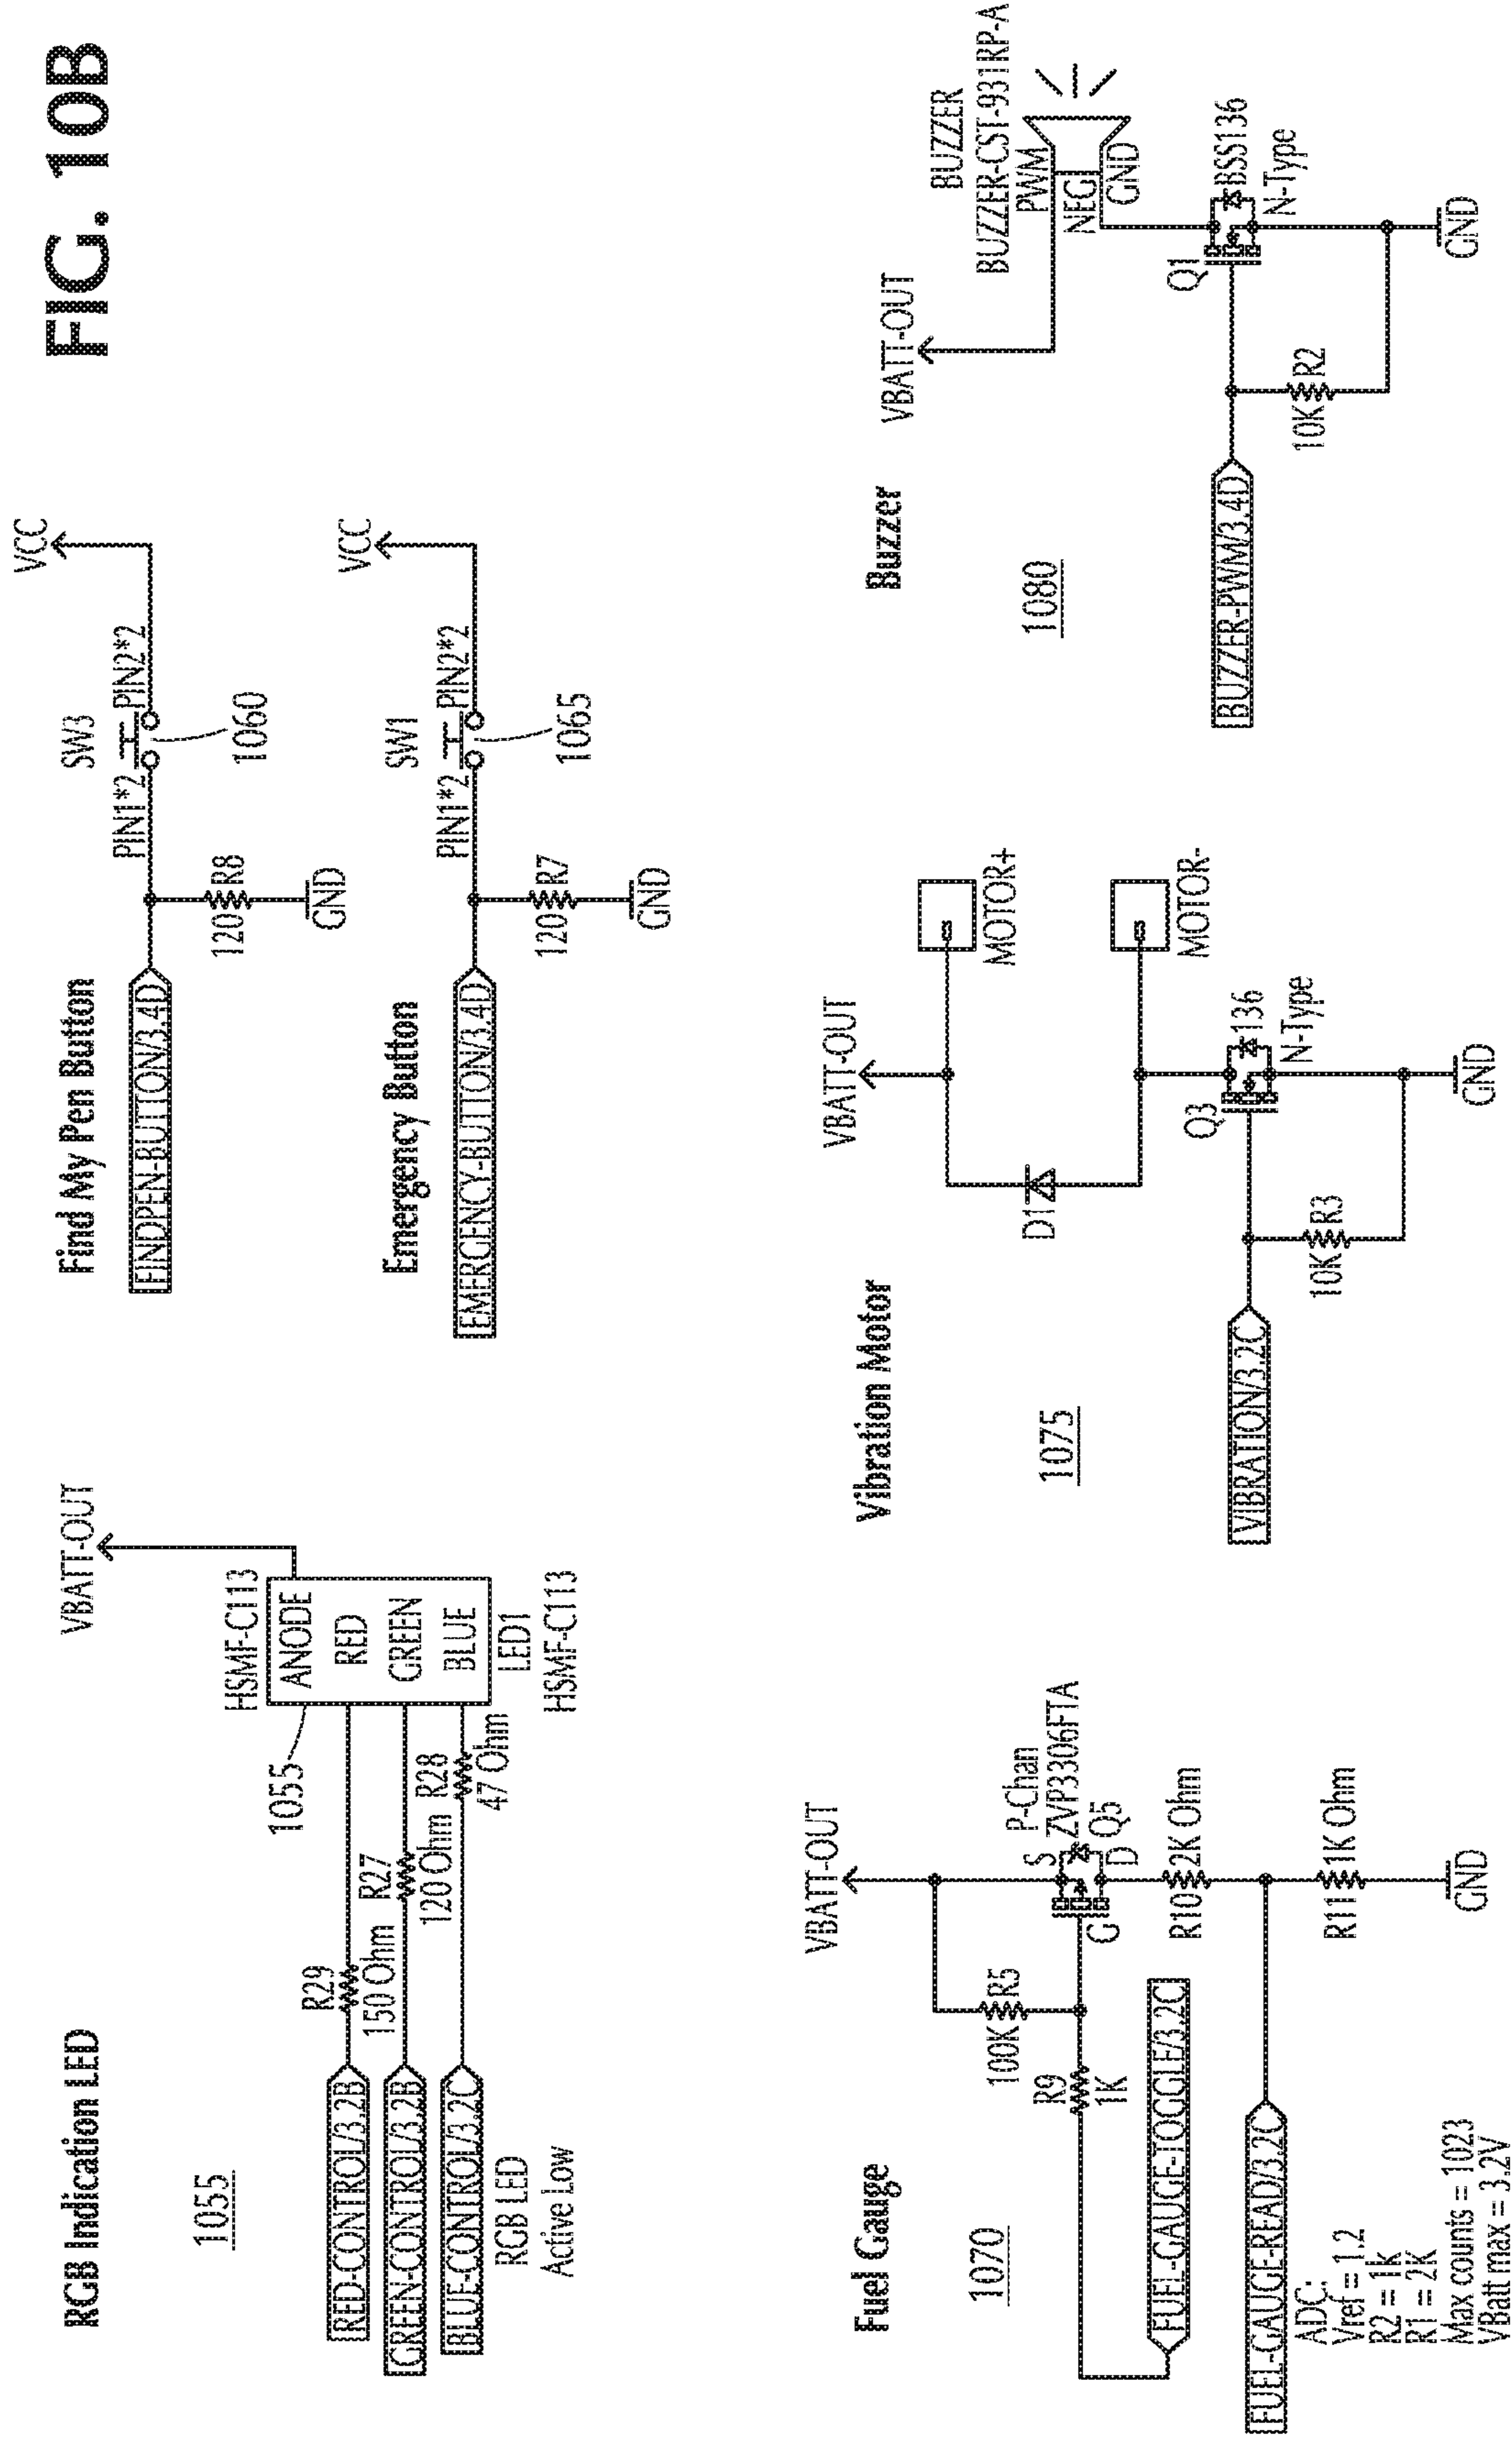 FIG. 10B
RGB Indication LED
1055
VBATT-OUT
HSMF-C113
ANODE
RED
GREEN
BLUE
LED1
HSMF-C113
1055
R29
150 Ohm
R27
120 Ohm
R28
47 Ohm
RED-CONTROL/3.2B
GREEN-CONTROL/3.2B
BLUE-CONTROL/3.2C
RGB LED
Active Low
Find My Pen Button
FINDPEN-BUTTON/3.4D
SW3
PIN1*2
PIN2*2
VCC
1060
120
R8
GND
Emergency Button
EMERGENCY-BUTTON/3.4D
SW1
PIN1*2
PIN2*2
VCC
1065
120
R7
GND
Fuel Gauge
1070
VBATT-OUT
P-Chan
ZVP3306FTA
S
Q5
D
G
100K
R5
R9
1K
R10
2K Ohm
R11
1K Ohm
GND
FUEL-GAUGE-TOGGLE/3.2C
FUEL-GAUGE-READ/3.2C
ADC:
Vref = 1.2
R2 = 1k
R1 = 2K
Max counts = 1023
VBatt max = 3.2V
Vibration Motor
1075
VBATT-OUT
MOTOR+
MOTOR-
D1
Q3
136
N-Type
VIBRATION/3.2C
10K
R3
GND
Buzzer
1080
VBATT-OUT
BUZZER
BUZZER-CST-931RP-A
PWM
NEG
GND
Q1
BSS136
N-Type
BUZZER-PWM/3.4D
10K
R2
GND